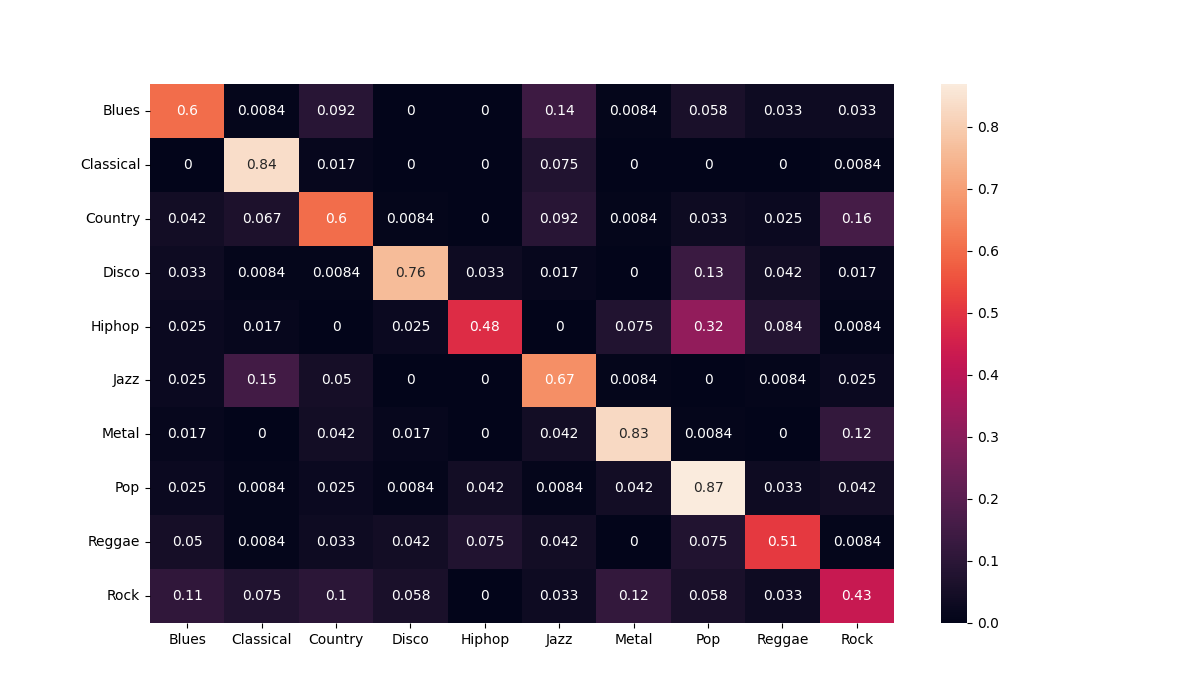 Blues 0.6 0.0084 0.092 0 0 0.14 0.0084 0.058 0.033 0.033
Classical 0 0.84 0.017 0 0 0.075 0 0 0 0.0084
Country 0.042 0.067 0.6 0.0084 0 0.092 0.0084 0.033 0.025 0.16
Disco 0.033 0.0084 0.0084 0.76 0.033 0.017 0 0.13 0.042 0.017
Hiphop 0.025 0.017 0 0.025 0.48 0 0.075 0.32 0.084 0.0084
Jazz 0.025 0.15 0.05 0 0 0.67 0.0084 0 0.0084 0.025
Metal 0.017 0 0.042 0.017 0 0.042 0.83 0.0084 0 0.12
Pop 0.025 0.0084 0.025 0.0084 0.042 0.0084 0.042 0.87 0.033 0.042
Reggae 0.05 0.0084 0.033 0.042 0.075 0.042 0 0.075 0.51 0.0084
Rock 0.11 0.075 0.1 0.058 0 0.033 0.12 0.058 0.033 0.43
Blues Classical Country Disco Hiphop Jazz Metal Pop Reggae Rock
0.8
0.7
0.6
0.5
0.4
0.3
0.2
0.1
0.0